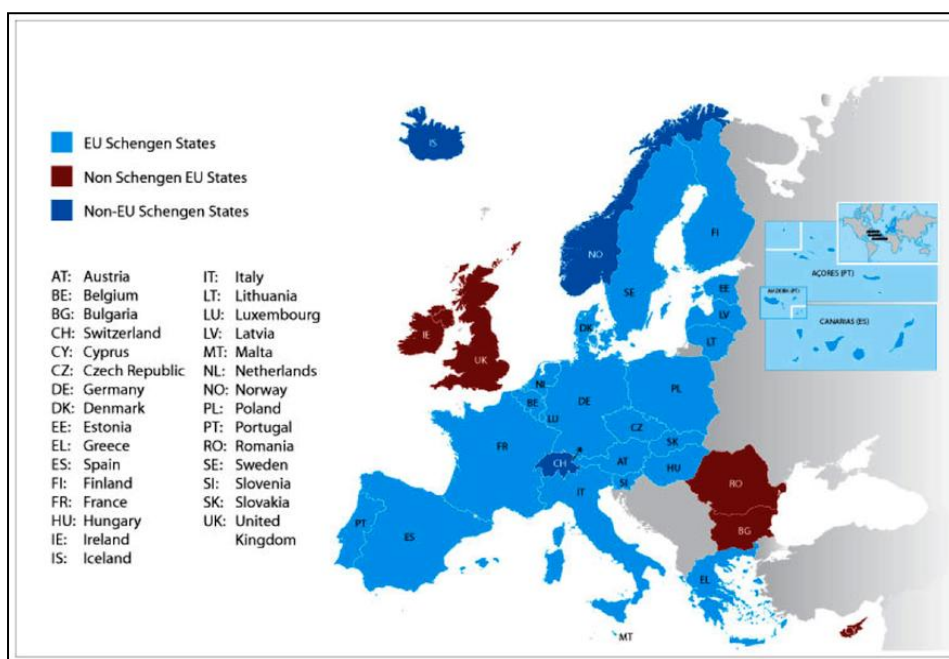 EU Schengen States
Non Schengen EU States
Non-EU Schengen States
AT: Austria
BE: Belgium
BG: Bulgaria
CH: Switzerland
CY: Cyprus
CZ: Czech Republic
DE: Germany
DK: Denmark
EE: Estonia
EL: Greece
ES: Spain
FI: Finland
FR: France
HU: Hungary
IE: Ireland
IS: Iceland
IT: Italy
LT: Lithuania
LU: Luxembourg
LV: Latvia
MT: Malta
NL: Netherlands
NO: Norway
PL: Poland
PT: Portugal
RO: Romania
SE: Sweden
SI: Slovenia
SK: Slovakia
UK: United
Kingdom
IS
NO
SE
FI
EE
LV
LT
DK
IE
UK
NL
BE
LU
DE
PL
CZ
SK
FR
CH
AT
HU
SI
IT
RO
BG
PT
ES
EL
MT
AÇORES (PT)
MADEIRA (PT)
CANARIAS (ES)